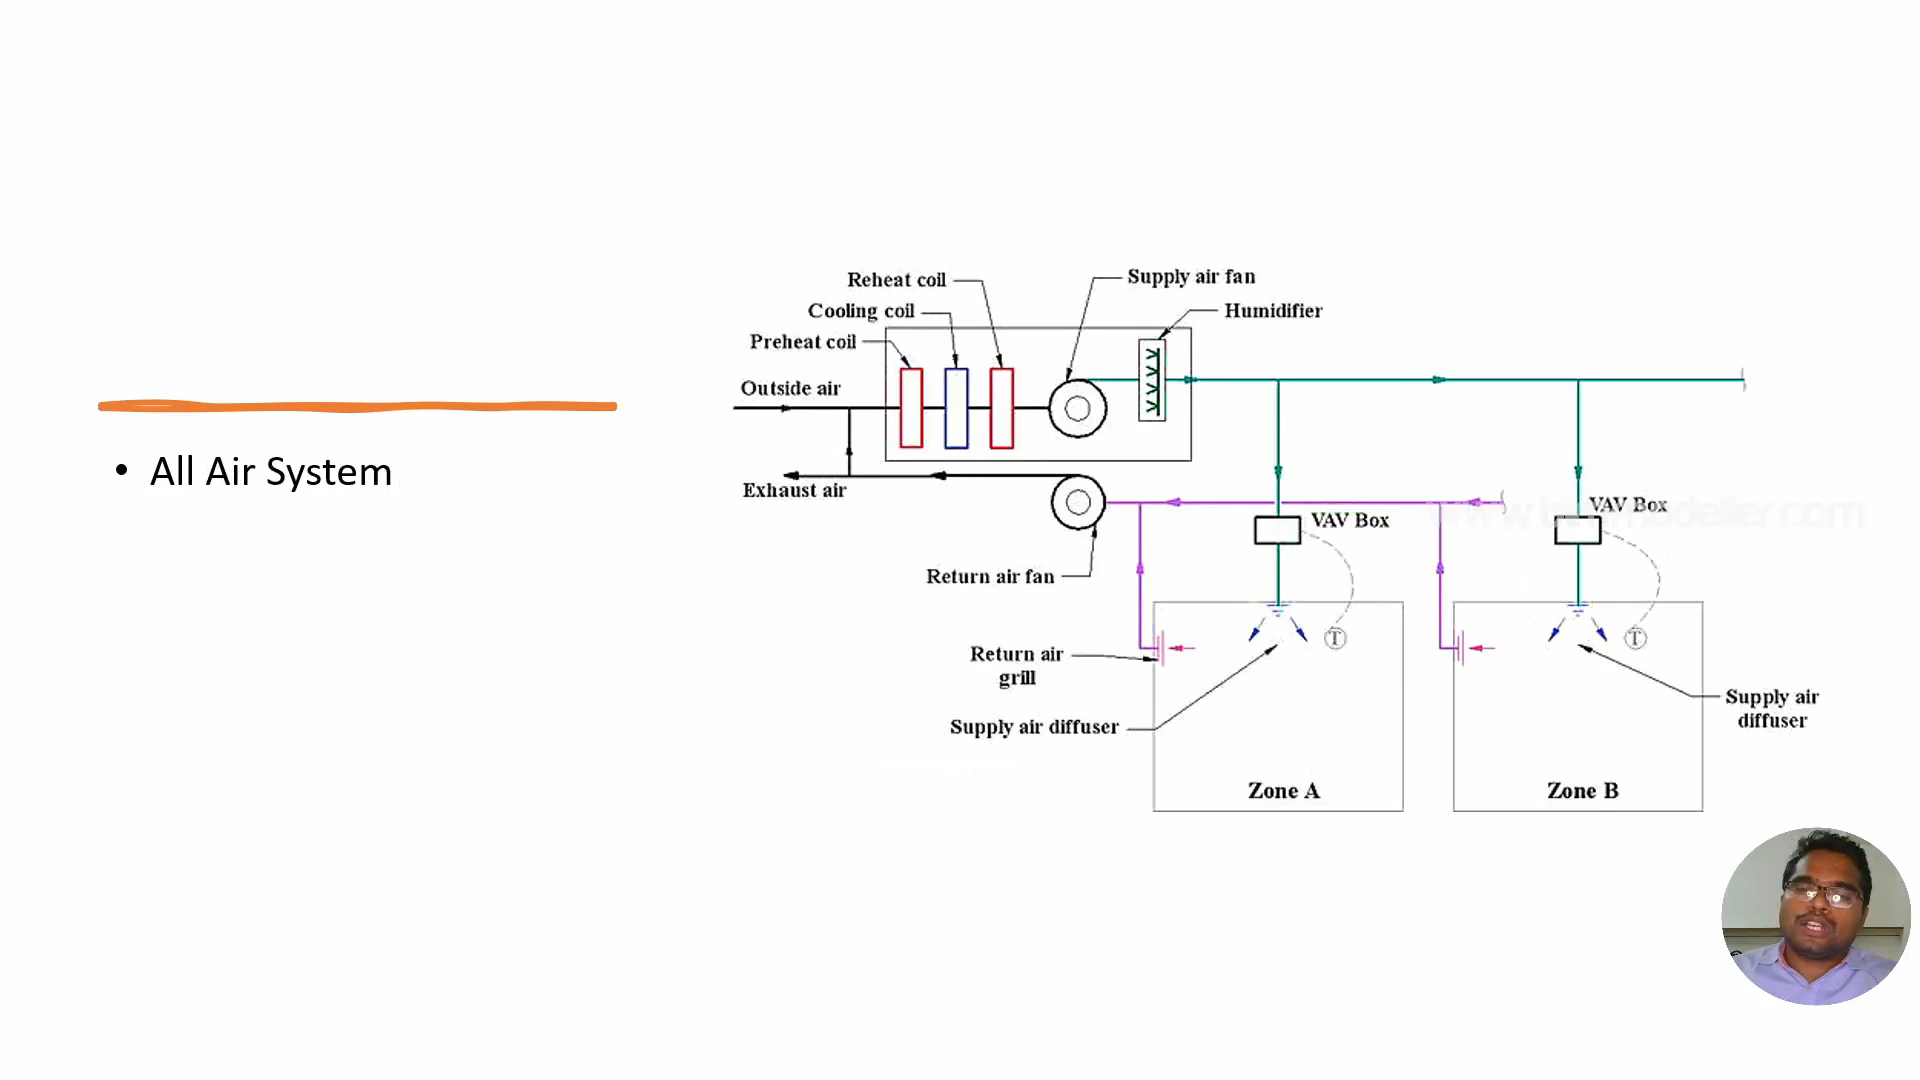 • All Air System
Reheat coil
Supply air fan
Cooling coil
Humidifier
Preheat coil
Outside air
Exhaust air
VAV Box
VAV Box
Return air fan
T
T
Return air
grill
Supply air diffuser
Supply air
diffuser
Zone A
Zone B